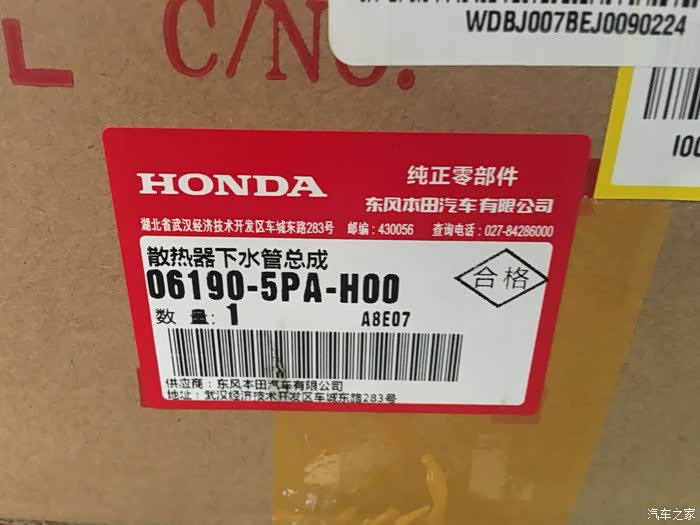 WDBJ007BEJ0090224
L C/NO.
I00
HONDA
纯正零部件
东风本田汽车有限公司
湖北省武汉经济技术开发区车城东路283号 邮编:430056 查询电话:027-84286000
散热器下水管总成
06190-5PA-H00
合格
数量:1
A8E07
供应商:东风本田汽车有限公司
地址:武汉经济技术开发区车城东路283号
汽车之家